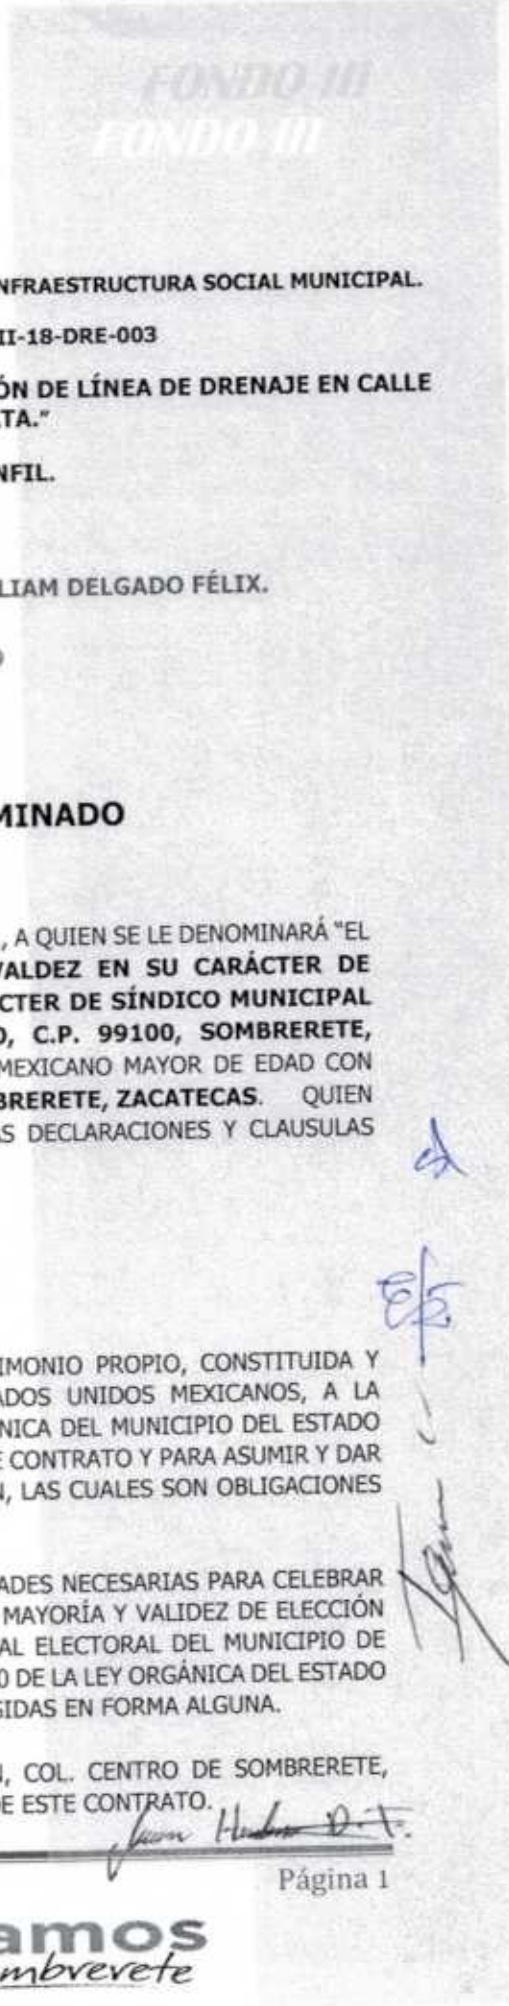 FONDO III
FONDO III
NFRAESTRUCTURA SOCIAL MUNICIPAL.
II-18-DRE-003
ÓN DE LÍNEA DE DRENAJE EN CALLE
TA."
NFIL.
LIAM DELGADO FÉLIX.
MINADO
, A QUIEN SE LE DENOMINARÁ "EL
VALDEZ EN SU CARÁCTER DE
CTER DE SÍNDICO MUNICIPAL
O, C.P. 99100, SOMBRERETE,
MEXICANO MAYOR DE EDAD CON
BRERETE, ZACATECAS. QUIEN
AS DECLARACIONES Y CLAUSULAS
IMONIO PROPIO, CONSTITUIDA Y
ADOS UNIDOS MEXICANOS, A LA
NICA DEL MUNICIPIO DEL ESTADO
E CONTRATO Y PARA ASUMIR Y DAR
N, LAS CUALES SON OBLIGACIONES
ADES NECESARIAS PARA CELEBRAR
MAYORÍA Y VALIDEZ DE ELECCIÓN
AL ELECTORAL DEL MUNICIPIO DE
0 DE LA LEY ORGÁNICA DEL ESTADO
GIDAS EN FORMA ALGUNA.
N, COL. CENTRO DE SOMBRERETE,
DE ESTE CONTRATO.
Página 1
amos
mbrerete